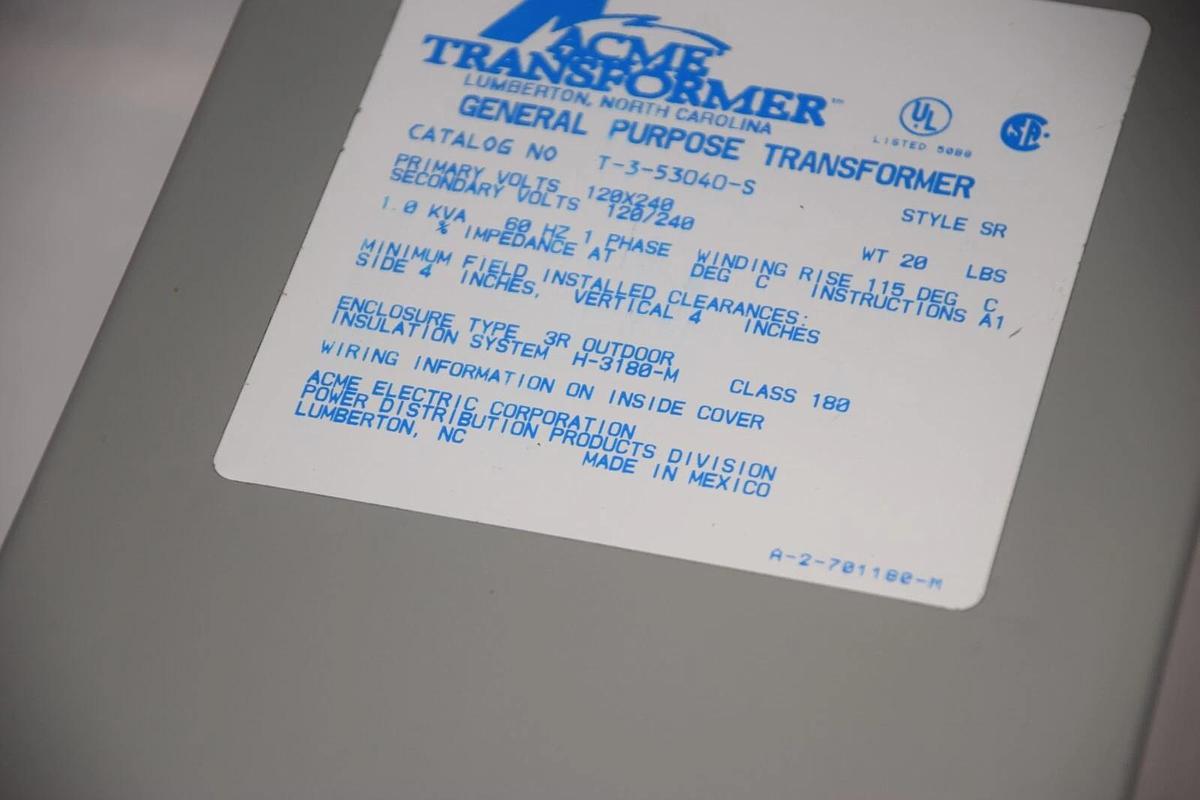 ACME
TRANSFORMER™
LUMBERTON, NORTH CAROLINA
UL
LISTED 5080
SA
GENERAL PURPOSE TRANSFORMER
CATALOG NO T-3-53040-S
STYLE SR
PRIMARY VOLTS 120X240
SECONDARY VOLTS 120/240
WT 20 LBS
1.0 KVA 60 HZ 1 PHASE WINDING RISE 115 DEG C
% IMPEDANCE AT DEG C INSTRUCTIONS A1
MINIMUM FIELD INSTALLED CLEARANCES:
SIDE 4 INCHES, VERTICAL 4 INCHES
ENCLOSURE TYPE 3R OUTDOOR
INSULATION SYSTEM H-3180-M CLASS 180
WIRING INFORMATION ON INSIDE COVER
ACME ELECTRIC CORPORATION
POWER DISTRIBUTION PRODUCTS DIVISION
LUMBERTON, NC MADE IN MEXICO
A-2-701180-M